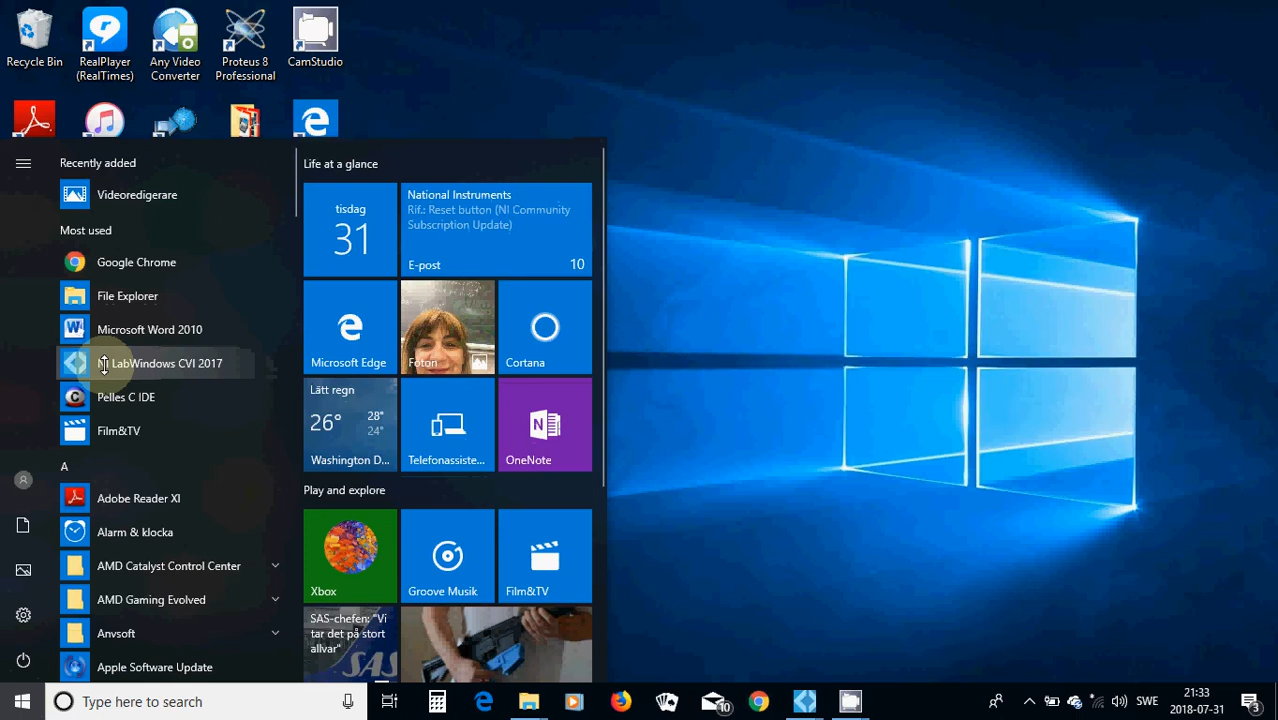 Recycle Bin
RealPlayer
(RealTimes)
Any Video
Converter
Proteus 8
Professional
CamStudio
Recently added
Videoredigerare
Most used
Google Chrome
File Explorer
Microsoft Word 2010
LabWindows CVI 2017
Pelles C IDE
Film&TV
A
Adobe Reader XI
Alarm & klocka
AMD Catalyst Control Center
AMD Gaming Evolved
Anvsoft
Apple Software Update
Life at a glance
tisdag
31
National Instruments
Rif.: Reset button (NI Community
Subscription Update)
E-post 10
Microsoft Edge
Foton
Cortana
Lätt regn
26° 28°
24°
Washington D...
Telefonassiste...
OneNote
Play and explore
Xbox
Groove Musik
Film&TV
SAS-chefen: "Vi
tar det på stort
allvar"
SAS
Type here to search
10
SWE
21:33
2018-07-31
3